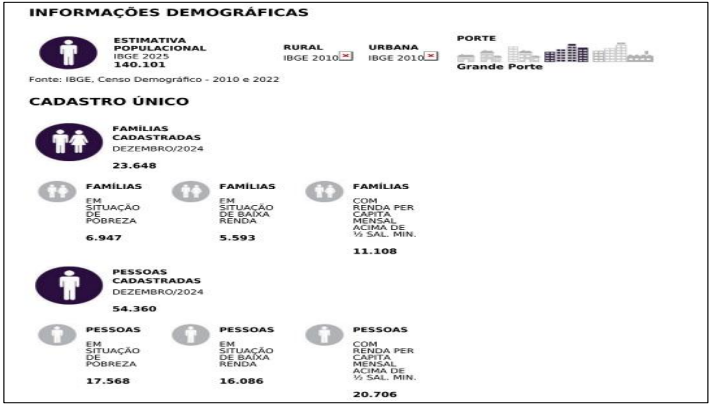 INFORMAÇÕES DEMOGRÁFICAS
ESTIMATIVA
POPULACIONAL
IBGE 2025
140.101
RURAL
IBGE 2010
URBANA
IBGE 2010
PORTE
Grande Porte
Fonte: IBGE, Censo Demográfico - 2010 e 2022
CADASTRO ÚNICO
FAMÍLIAS
CADASTRADAS
DEZEMBRO/2024
23.648
FAMÍLIAS
EM
SITUAÇÃO
DE
POBREZA
6.947
FAMÍLIAS
EM
SITUAÇÃO
DE BAIXA
RENDA
5.593
FAMÍLIAS
COM
RENDA PER
CAPITA
MENSAL
ACIMA DE
½ SAL. MIN.
11.108
PESSOAS
CADASTRADAS
DEZEMBRO/2024
54.360
PESSOAS
EM
SITUAÇÃO
DE
POBREZA
17.568
PESSOAS
EM
SITUAÇÃO
DE BAIXA
RENDA
16.086
PESSOAS
COM
RENDA PER
CAPITA
MENSAL
ACIMA DE
½ SAL. MIN.
20.706